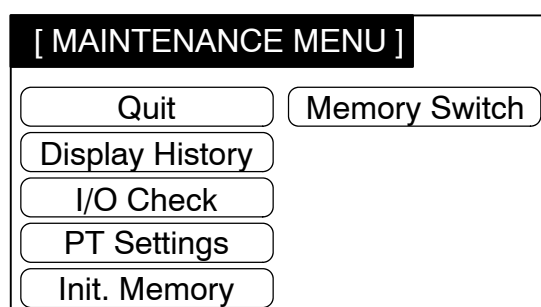 [ MAINTENANCE MENU ]
Quit Memory Switch
Display History
I/O Check
PT Settings
Init. Memory